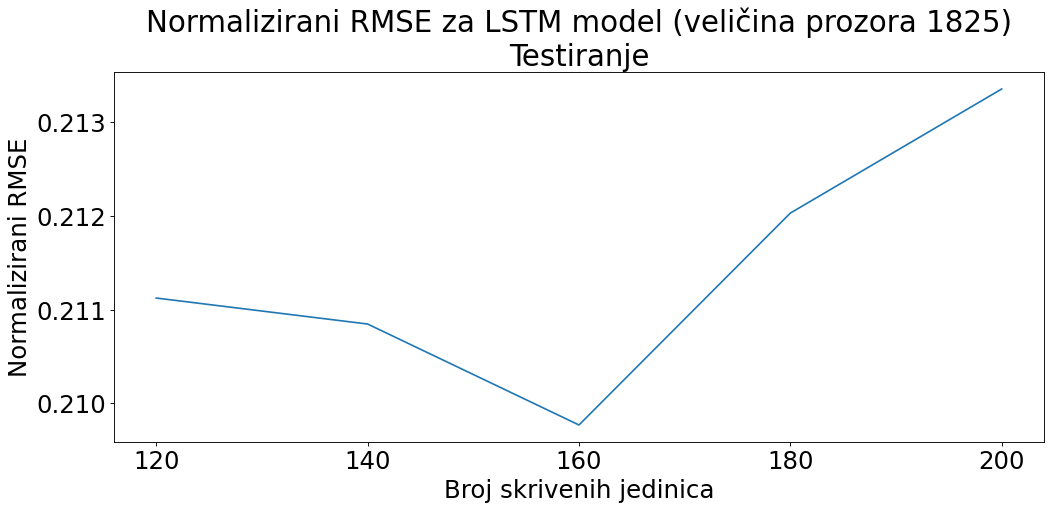 Normalizirani RMSE za LSTM model (veličina prozora 1825)
Testiranje
Normalizirani RMSE
0.213
0.212
0.211
0.210
120 140 160 180 200
Broj skrivenih jedinica